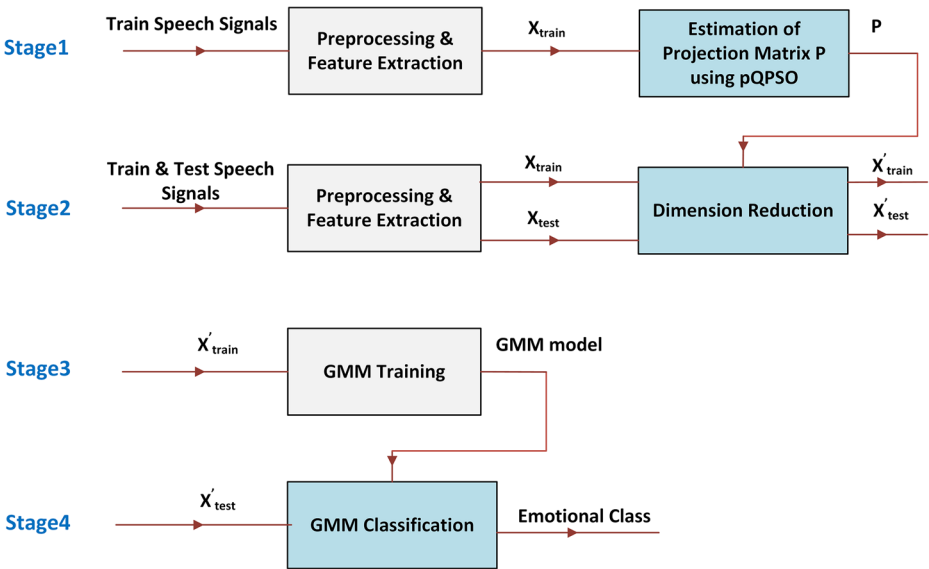 Stage1
Train Speech Signals
Preprocessing &
Feature Extraction
Xtrain
Estimation of
Projection Matrix P
using pQPSO
P
Stage2
Train & Test Speech
Signals
Preprocessing &
Feature Extraction
Xtrain
Xtest
Dimension Reduction
X'train
X'test
Stage3
X'train
GMM Training
GMM model
Stage4
X'test
GMM Classification
Emotional Class